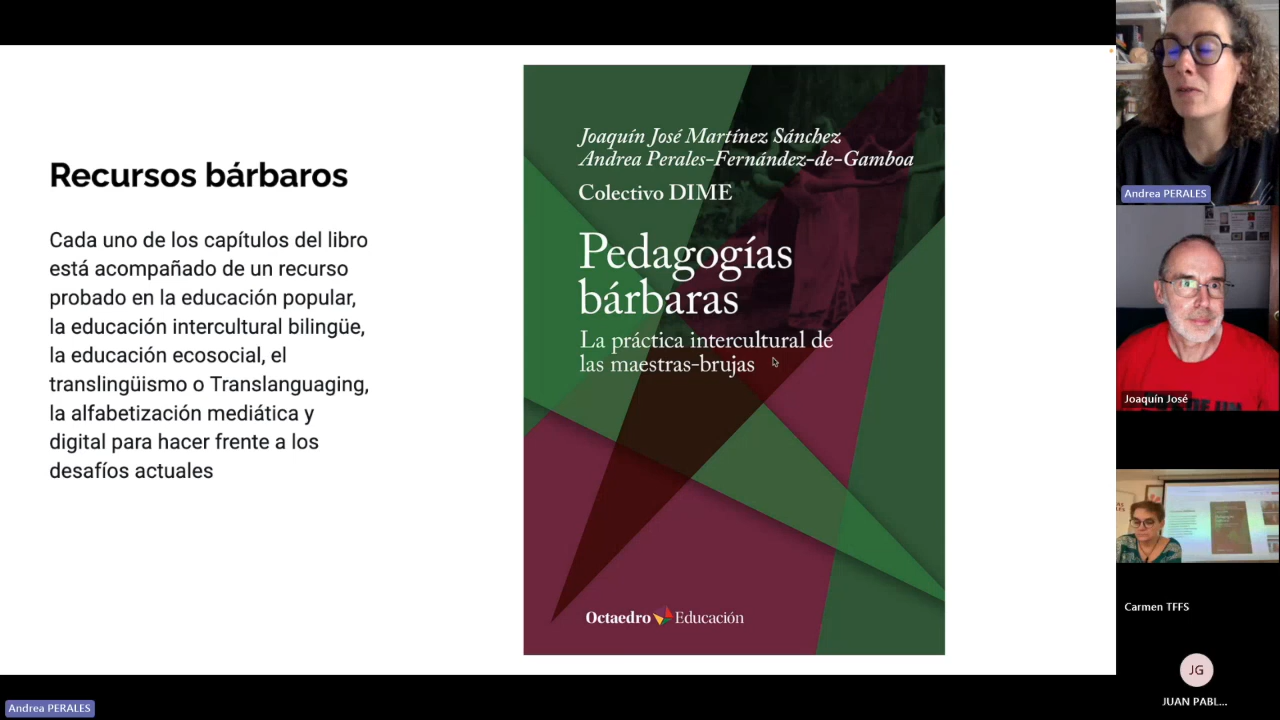 Recursos bárbaros
Cada uno de los capítulos del libro
está acompañado de un recurso
probado en la educación popular,
la educación intercultural bilingüe,
la educación ecosocial, el
translingüismo o Translanguaging,
la alfabetización mediática y
digital para hacer frente a los
desafíos actuales
Joaquín José Martínez Sánchez
Andrea Perales-Fernández-de-Gamboa
Colectivo DIME
Pedagogías
bárbaras
La práctica intercultural de
las maestras-brujas
Octaedro Educación
Andrea PERALES
Joaquín José
Carmen TFFS
JG
JUAN PABL...
Andrea PERALES